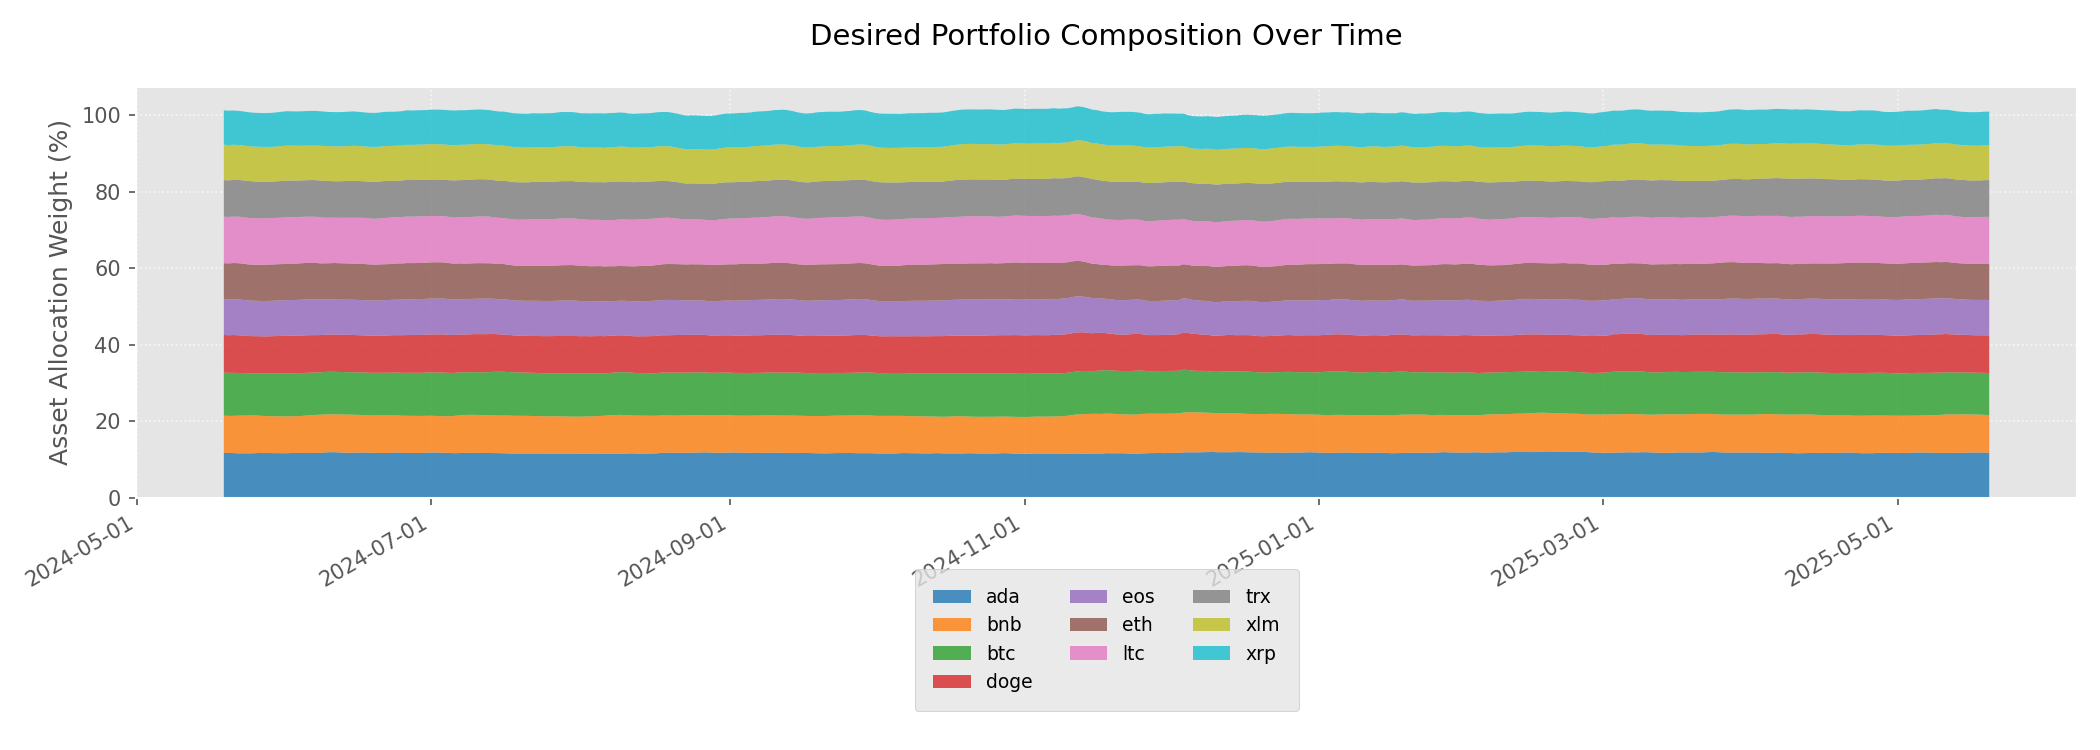 Desired Portfolio Composition Over Time
Asset Allocation Weight (%)
100
80
60
40
20
0
2024-05-01
2024-07-01
2024-09-01
2024-11-01
2025-01-01
2025-03-01
2025-05-01
ada
bnb
btc
doge
eos
eth
ltc
trx
xlm
xrp